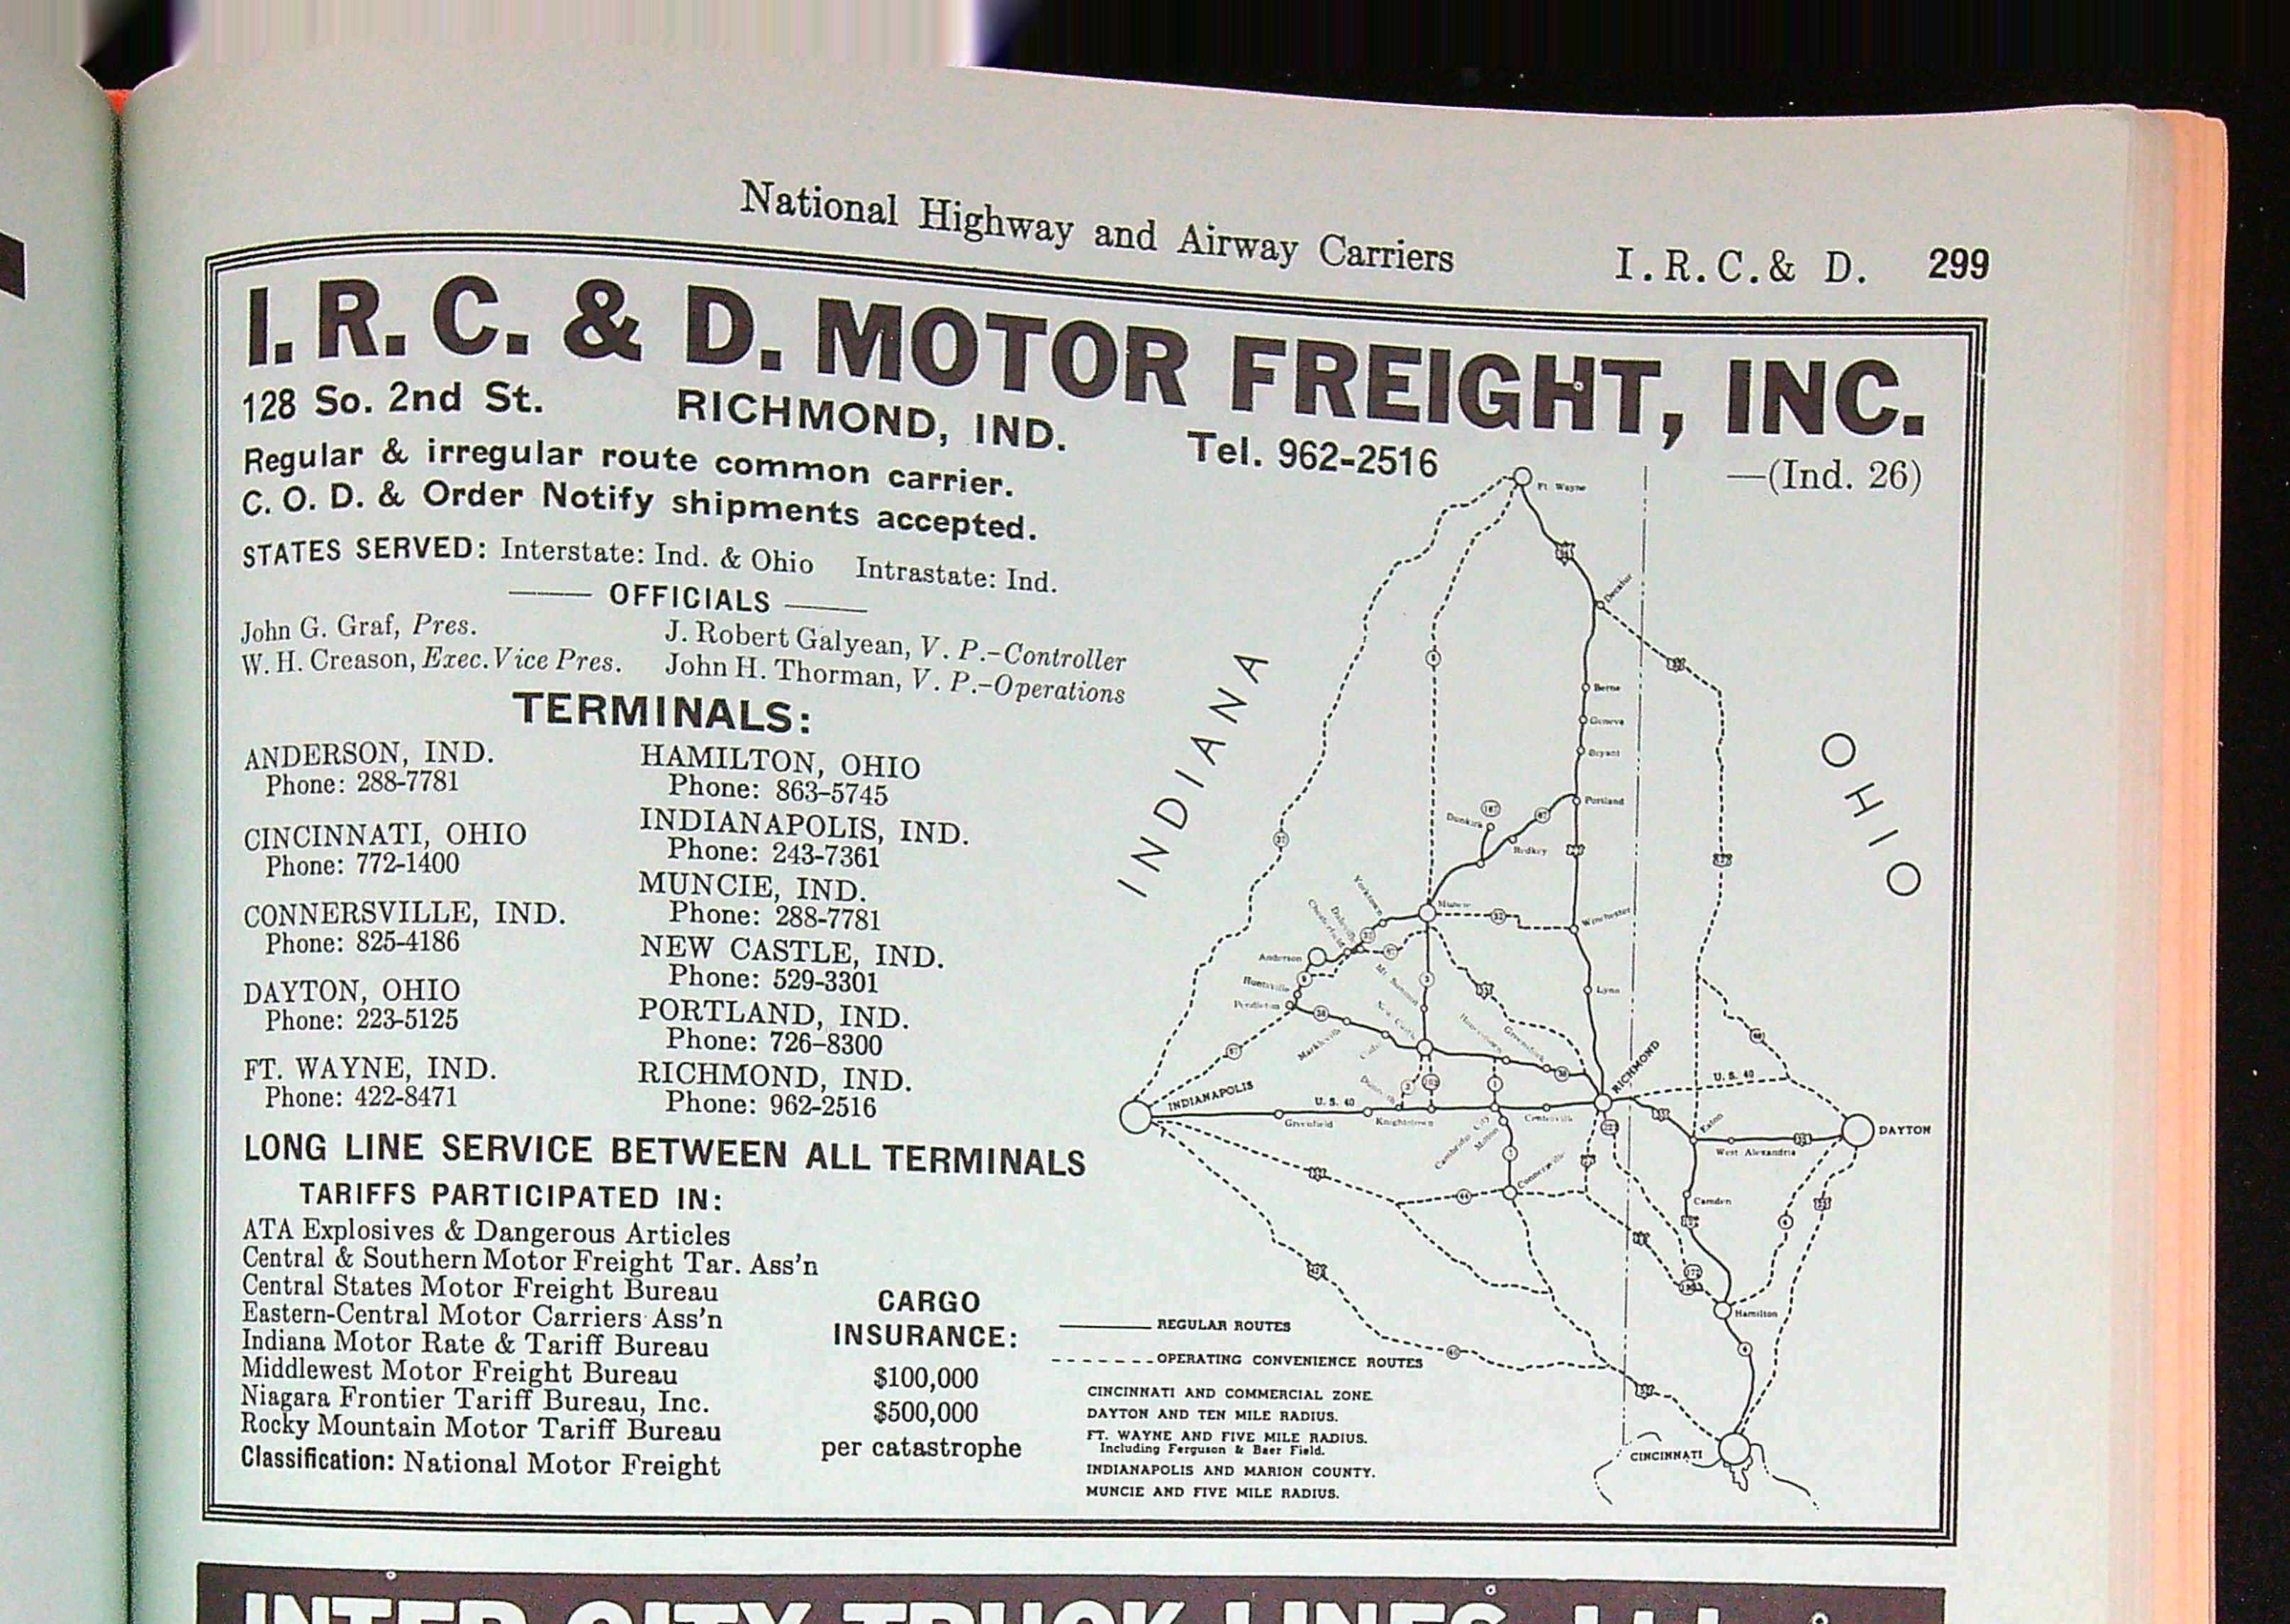 National Highway and Airway Carriers I.R.C.& D. 299
I. R. C. & D. MOTOR FREIGHT, INC.
128 So. 2nd St. RICHMOND, IND. Tel. 962-2516 —(Ind. 26)
Regular & irregular route common carrier.
C. O. D. & Order Notify shipments accepted.
STATES SERVED: Interstate: Ind. & Ohio Intrastate: Ind.
OFFICIALS
John G. Graf, Pres.
W. H. Creason, Exec. Vice Pres.
J. Robert Galyean, V. P.-Controller
John H. Thorman, V. P.-Operations
TERMINALS:
ANDERSON, IND.
Phone: 288-7781
CINCINNATI, OHIO
Phone: 772-1400
CONNERSVILLE, IND.
Phone: 825-4186
DAYTON, OHIO
Phone: 223-5125
FT. WAYNE, IND.
Phone: 422-8471
HAMILTON, OHIO
Phone: 863-5745
INDIANAPOLIS, IND.
Phone: 243-7361
MUNCIE, IND.
Phone: 288-7781
NEW CASTLE, IND.
Phone: 529-3301
PORTLAND, IND.
Phone: 726-8300
RICHMOND, IND.
Phone: 962-2516
LONG LINE SERVICE BETWEEN ALL TERMINALS
TARIFFS PARTICIPATED IN:
ATA Explosives & Dangerous Articles
Central & Southern Motor Freight Tar. Ass'n
Central States Motor Freight Bureau
Eastern-Central Motor Carriers Ass'n
Indiana Motor Rate & Tariff Bureau
Middlewest Motor Freight Bureau
Niagara Frontier Tariff Bureau, Inc.
Rocky Mountain Motor Tariff Bureau
Classification: National Motor Freight
CARGO
INSURANCE:
$100,000
$500,000
per catastrophe
INDIANA
OHIO
Ft. Wayne
Decatur
Berne
Geneva
Bryant
Portland
Dunkirk
Redkey
Muncie
Winchester
Yorktown
Daleville
Chesterfield
Anderson
Huntsville
Pendleton
Markleville
Mt. Summit
New Castle
Lynn
Hagerstown
Greensfork
RICHMOND
INDIANAPOLIS
U. S. 40
U. S. 40
Greenfield
Knightstown
Dunreith
Centerville
Cambridge City
Milton
Connersville
Eaton
West Alexandria
DAYTON
Camden
Hamilton
CINCINNATI
REGULAR ROUTES
OPERATING CONVENIENCE ROUTES
CINCINNATI AND COMMERCIAL ZONE.
DAYTON AND TEN MILE RADIUS.
FT. WAYNE AND FIVE MILE RADIUS.
Including Ferguson & Baer Field.
INDIANAPOLIS AND MARION COUNTY.
MUNCIE AND FIVE MILE RADIUS.
INTER CITY TRUCK LINES